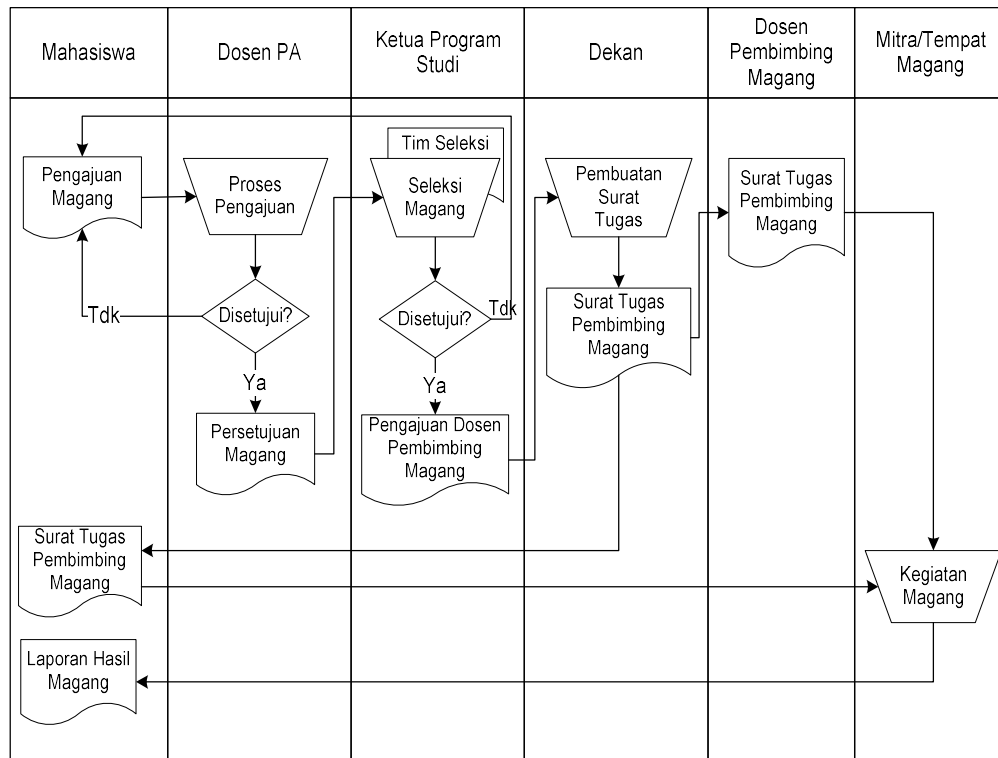 Mahasiswa
Dosen PA
Ketua Program
Studi
Dekan
Dosen
Pembimbing
Magang
Mitra/Tempat
Magang
Pengajuan
Magang
Proses
Pengajuan
Tim Seleksi
Seleksi
Magang
Pembuatan
Surat
Tugas
Surat Tugas
Pembimbing
Magang
Tdk
Disetujui?
Disetujui?
Tdk
Surat Tugas
Pembimbing
Magang
Ya
Ya
Persetujuan
Magang
Pengajuan Dosen
Pembimbing
Magang
Surat Tugas
Pembimbing
Magang
Kegiatan
Magang
Laporan Hasil
Magang